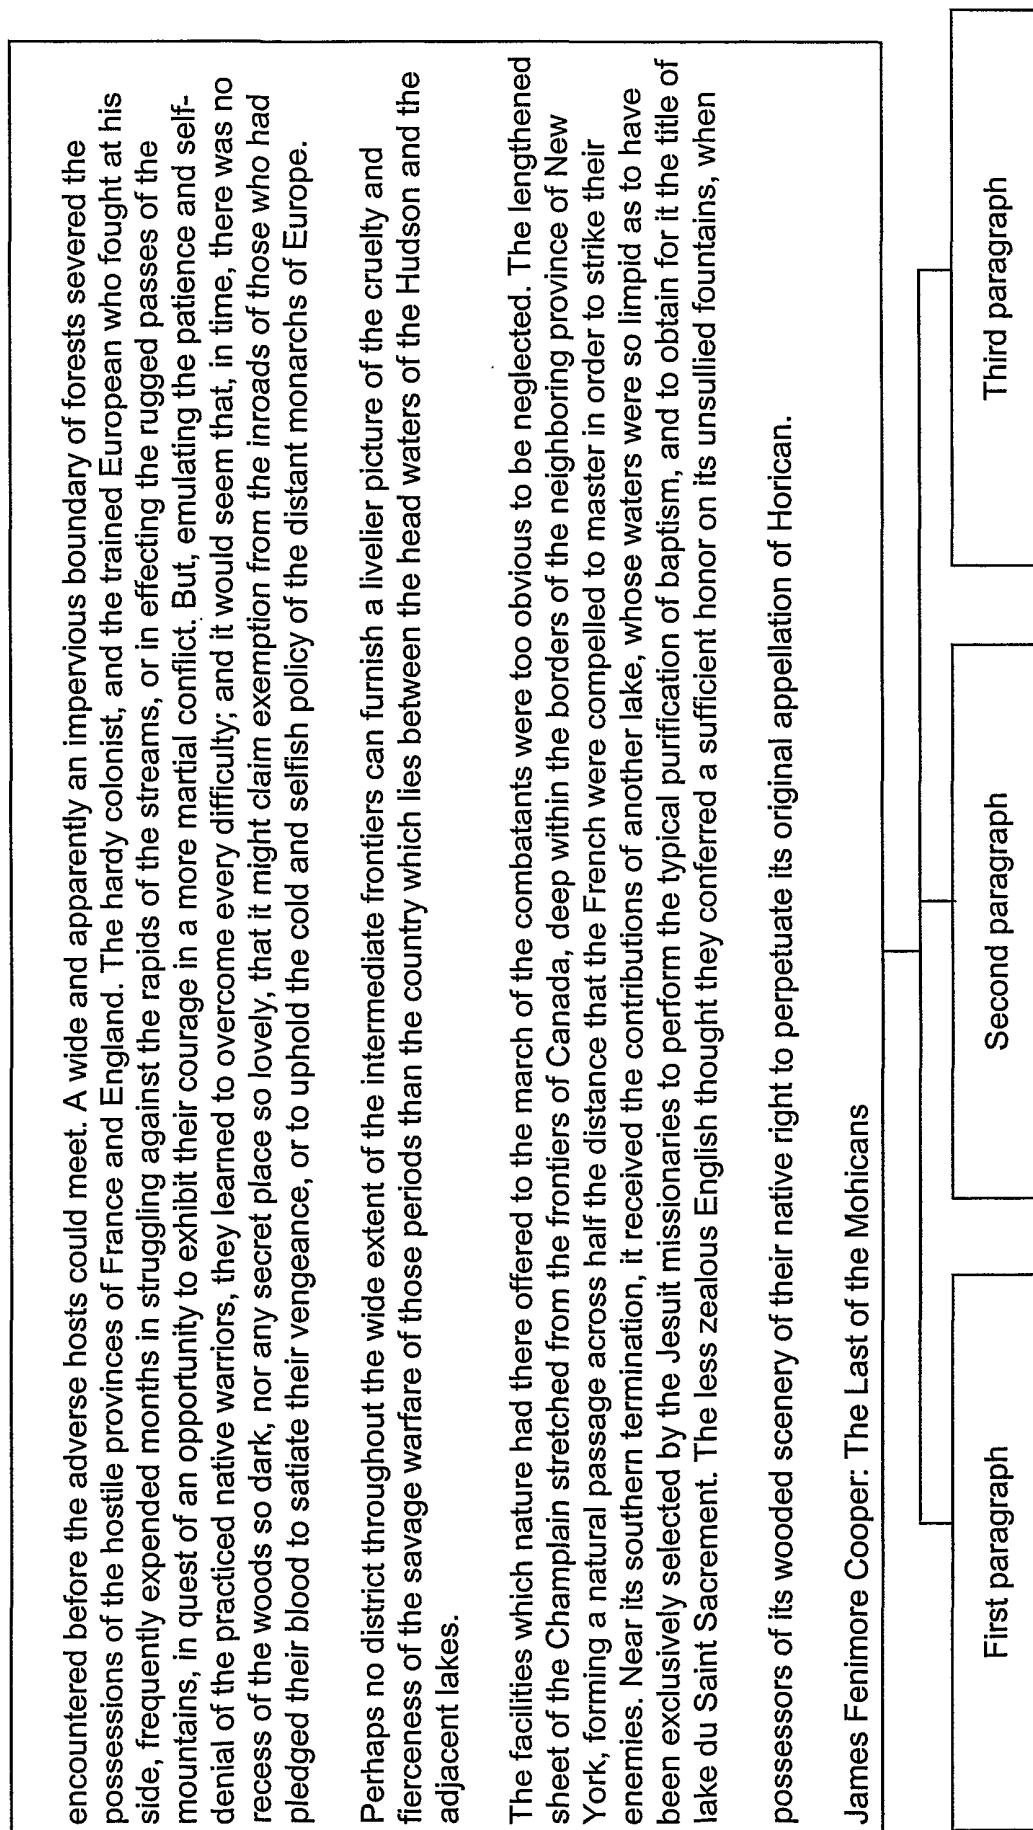 encountered before the adverse hosts could meet. A wide and apparently an impervious boundary of forests severed the
possessions of the hostile provinces of France and England. The hardy colonist, and the trained European who fought at his
side, frequently expended months in struggling against the rapids of the streams, or in effecting the rugged passes of the
mountains, in quest of an opportunity to exhibit their courage in a more martial conflict. But, emulating the patience and self-
denial of the practiced native warriors, they learned to overcome every difficulty; and it would seem that, in time, there was no
recess of the woods so dark, nor any secret place so lovely, that it might claim exemption from the inroads of those who had
pledged their blood to satiate their vengeance, or to uphold the cold and selfish policy of the distant monarchs of Europe.
Perhaps no district throughout the wide extent of the intermediate frontiers can furnish a livelier picture of the cruelty and
fierceness of the savage warfare of those periods than the country which lies between the head waters of the Hudson and the
adjacent lakes.
The facilities which nature had there offered to the march of the combatants were too obvious to be neglected. The lengthened
sheet of the Champlain stretched from the frontiers of Canada, deep within the borders of the neighboring province of New
York, forming a natural passage across half the distance that the French were compelled to master in order to strike their
enemies. Near its southern termination, it received the contributions of another lake, whose waters were so limpid as to have
been exclusively selected by the Jesuit missionaries to perform the typical purification of baptism, and to obtain for it the title of
lake du Saint Sacrement. The less zealous English thought they conferred a sufficient honor on its unsullied fountains, when
possessors of its wooded scenery of their native right to perpetuate its original appellation of Horican.
James Fenimore Cooper: The Last of the Mohicans
First paragraph
Second paragraph
Third paragraph